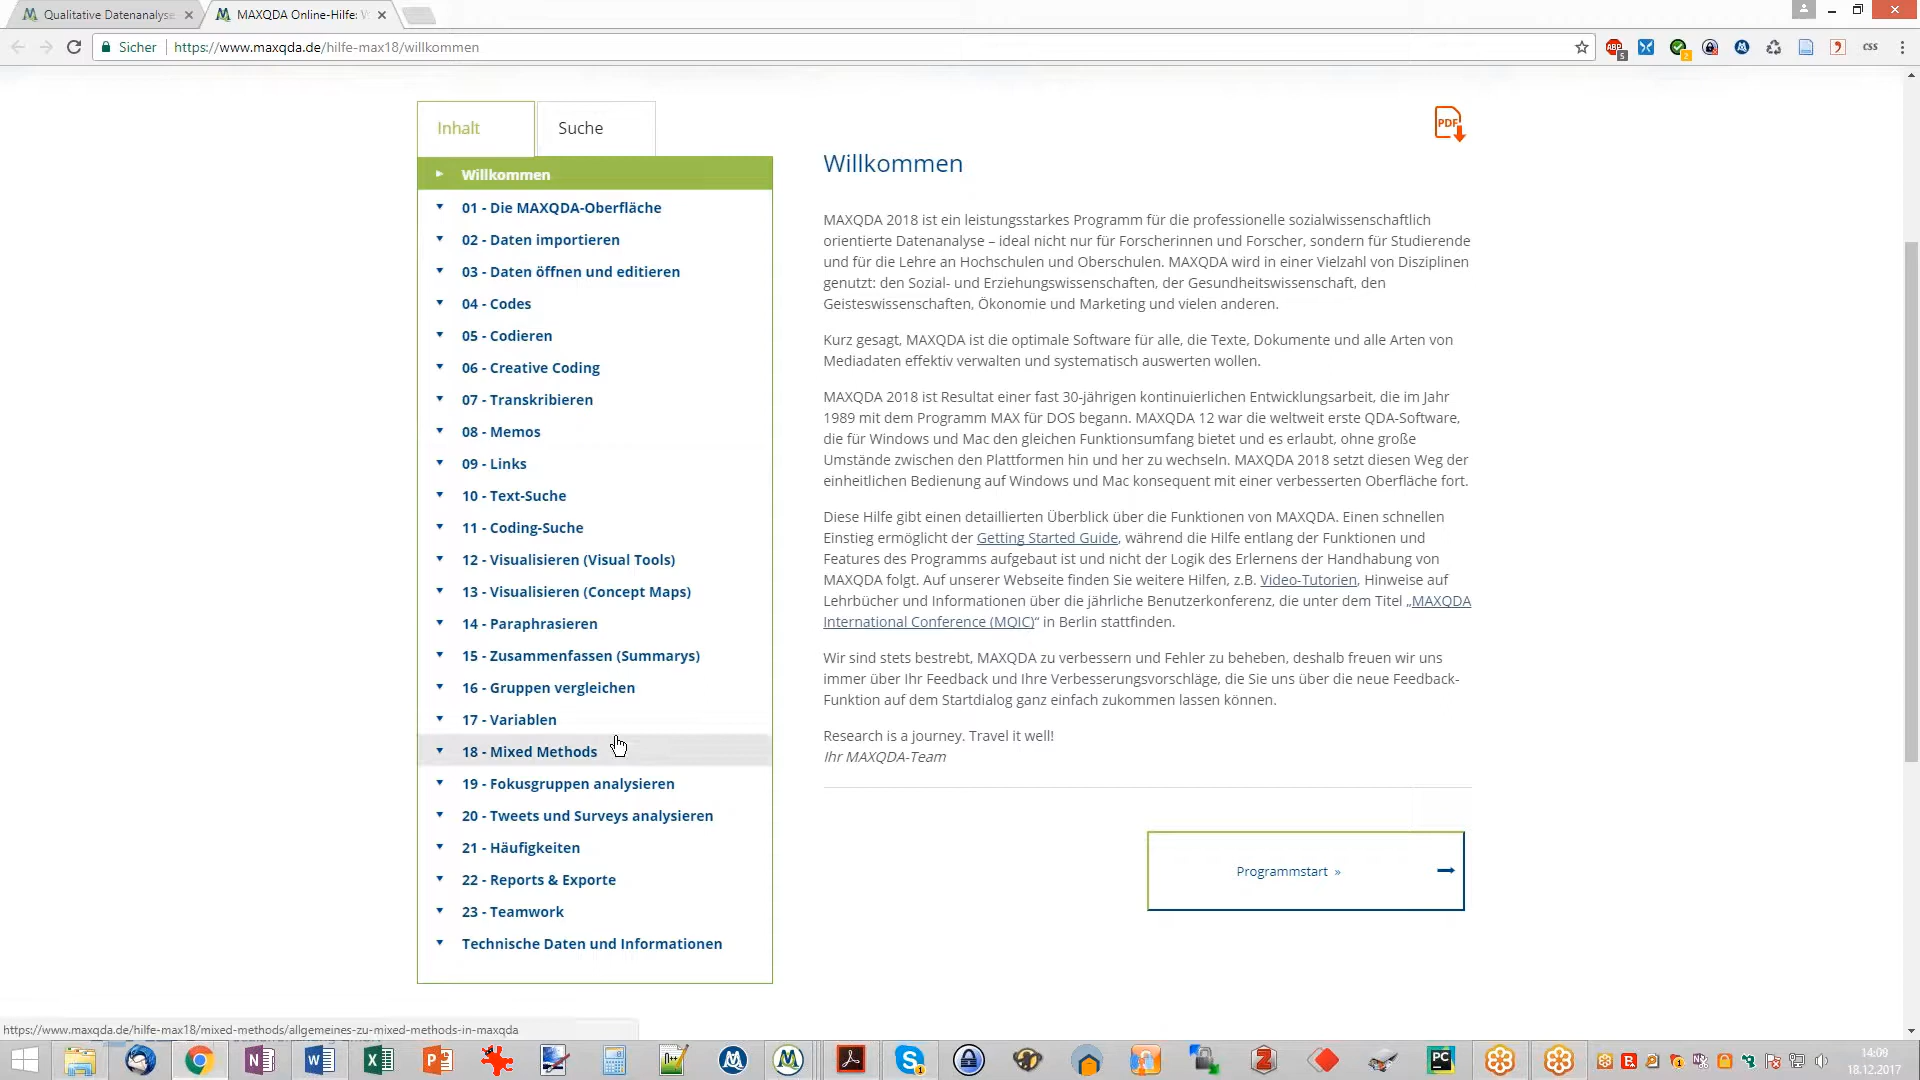 Qualitative Datenanalyse
MAXQDA Online-Hilfe:
Sicher
https://www.maxqda.de/hilfe-max18/willkommen
ABP
5
2
css
Inhalt
Suche
PDF
Willkommen
01 - Die MAXQDA-Oberfläche
02 - Daten importieren
03 - Daten öffnen und editieren
04 - Codes
05 - Codieren
06 - Creative Coding
07 - Transkribieren
08 - Memos
09 - Links
10 - Text-Suche
11 - Coding-Suche
12 - Visualisieren (Visual Tools)
13 - Visualisieren (Concept Maps)
14 - Paraphrasieren
15 - Zusammenfassen (Summarys)
16 - Gruppen vergleichen
17 - Variablen
18 - Mixed Methods
19 - Fokusgruppen analysieren
20 - Tweets und Surveys analysieren
21 - Häufigkeiten
22 - Reports & Exporte
23 - Teamwork
Technische Daten und Informationen
Willkommen
MAXQDA 2018 ist ein leistungsstarkes Programm für die professionelle sozialwissenschaftlich
orientierte Datenanalyse – ideal nicht nur für Forscherinnen und Forscher, sondern für Studierende
und für die Lehre an Hochschulen und Oberschulen. MAXQDA wird in einer Vielzahl von Disziplinen
genutzt: den Sozial- und Erziehungswissenschaften, der Gesundheitswissenschaft, den
Geisteswissenschaften, Ökonomie und Marketing und vielen anderen.
Kurz gesagt, MAXQDA ist die optimale Software für alle, die Texte, Dokumente und alle Arten von
Mediadaten effektiv verwalten und systematisch auswerten wollen.
MAXQDA 2018 ist Resultat einer fast 30-jährigen kontinuierlichen Entwicklungsarbeit, die im Jahr
1989 mit dem Programm MAX für DOS begann. MAXQDA 12 war die weltweit erste QDA-Software,
die für Windows und Mac den gleichen Funktionsumfang bietet und es erlaubt, ohne große
Umstände zwischen den Plattformen hin und her zu wechseln. MAXQDA 2018 setzt diesen Weg der
einheitlichen Bedienung auf Windows und Mac konsequent mit einer verbesserten Oberfläche fort.
Diese Hilfe gibt einen detaillierten Überblick über die Funktionen von MAXQDA. Einen schnellen
Einstieg ermöglicht der Getting Started Guide, während die Hilfe entlang der Funktionen und
Features des Programms aufgebaut ist und nicht der Logik des Erlernens der Handhabung von
MAXQDA folgt. Auf unserer Webseite finden Sie weitere Hilfen, z.B. Video-Tutorien, Hinweise auf
Lehrbücher und Informationen über die jährliche Benutzerkonferenz, die unter dem Titel „MAXQDA
International Conference (MQIC)“ in Berlin stattfinden.
Wir sind stets bestrebt, MAXQDA zu verbessern und Fehler zu beheben, deshalb freuen wir uns
immer über Ihr Feedback und Ihre Verbesserungsvorschläge, die Sie uns über die neue Feedback-
Funktion auf dem Startdialog ganz einfach zukommen lassen können.
Research is a journey. Travel it well!
Ihr MAXQDA-Team
Programmstart »
https://www.maxqda.de/hilfe-max18/mixed-methods/allgemeines-zu-mixed-methods-in-maxqda
14:09
18.12.2017